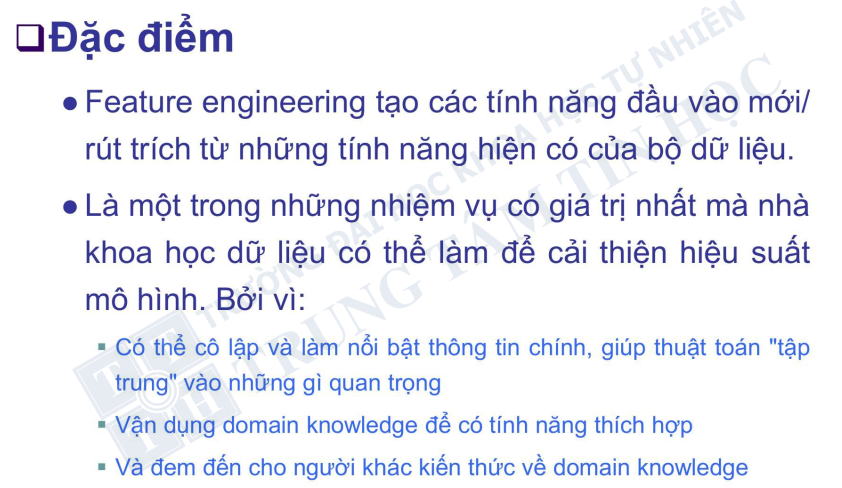 Đặc điểm
Feature engineering tạo các tính năng đầu vào mới/
rút trích từ những tính năng hiện có của bộ dữ liệu.
Là một trong những nhiệm vụ có giá trị nhất mà nhà
khoa học dữ liệu có thể làm để cải thiện hiệu suất
mô hình. Bởi vì:
Có thể cô lập và làm nổi bật thông tin chính, giúp thuật toán "tập
trung" vào những gì quan trọng
Vận dụng domain knowledge để có tính năng thích hợp
Và đem đến cho người khác kiến thức về domain knowledge
TRƯỜNG ĐẠI HỌC KHOA HỌC TỰ NHIÊN
TRUNG TÂM TIN HỌC